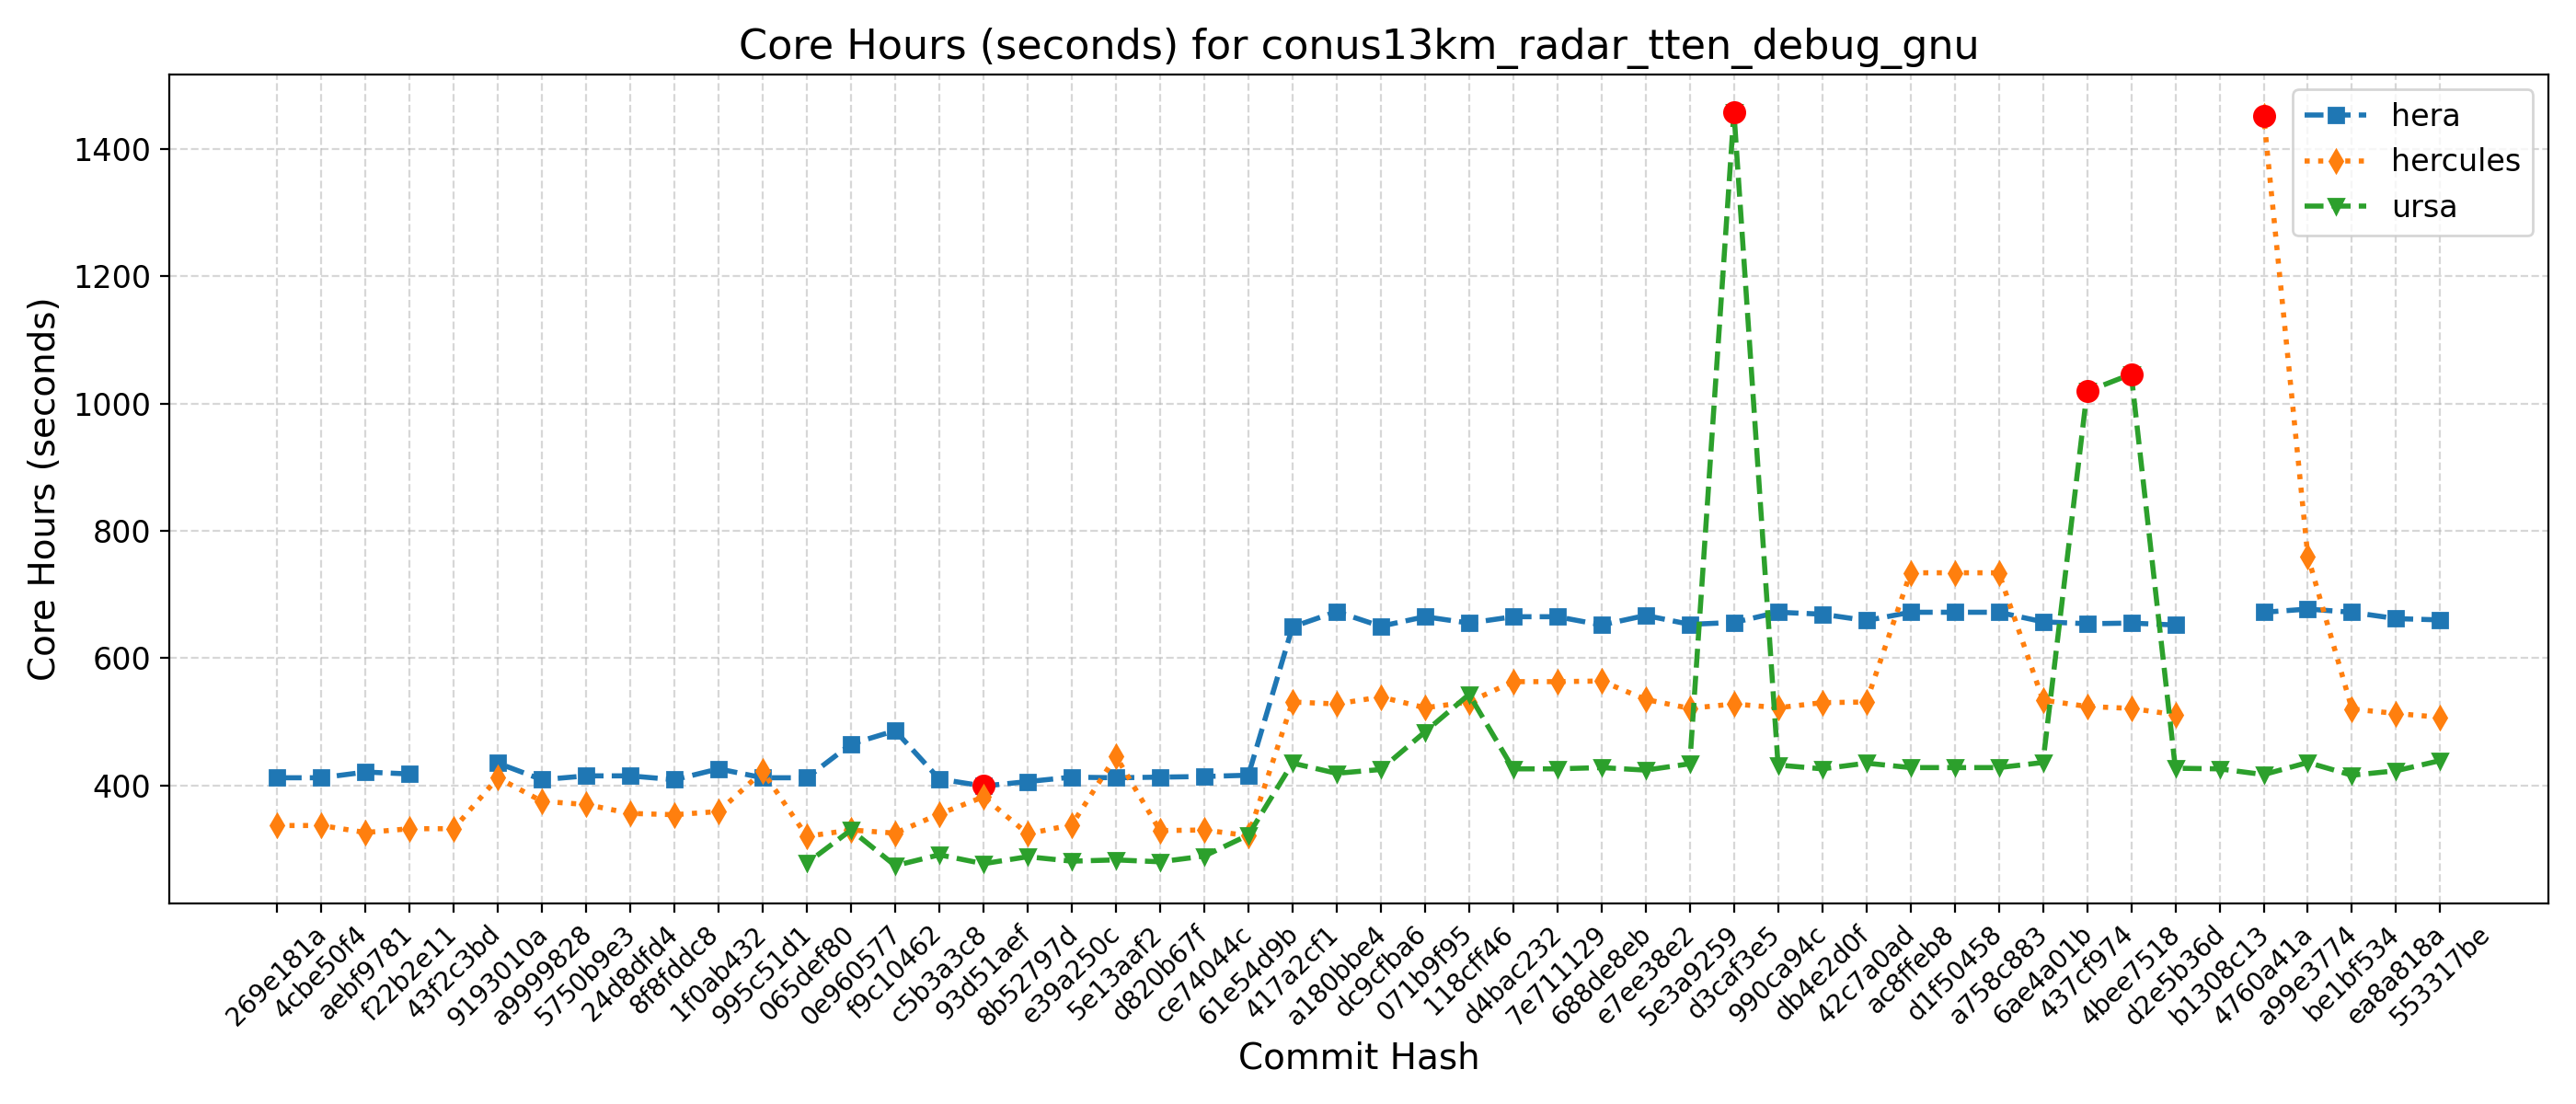 Core Hours (seconds) for conus13km_radar_tten_debug_gnu
Core Hours (seconds)
1400
1200
1000
800
600
400
hera
hercules
ursa
269e181a
4cbe50f4
aebf9781
f22b2e11
43f2c3bd
9193010a
a9999828
5750b9e3
24d8dfd4
8f8fddc8
1f0ab432
995c51d1
065def80
0e960577
f9c10462
c5b3a3c8
93d51aef
8b52797d
e39a250c
5e13aaf2
d820b67f
ce74044c
61e54d9b
417a2cf1
a180bbe4
dc9cfba6
071b9f95
118cff46
d4bac232
7e711129
688de8eb
e7ee38e2
5e3a9259
d3caf3e5
990ca94c
db4e2d0f
42c7a0ad
ac8ffeb8
d1f50458
a758c883
6ae4a01b
437cf974
4bee7518
d2e5b36d
b1308c13
4760a41a
a99e3774
be1bf534
ea8a818a
553317be
Commit Hash